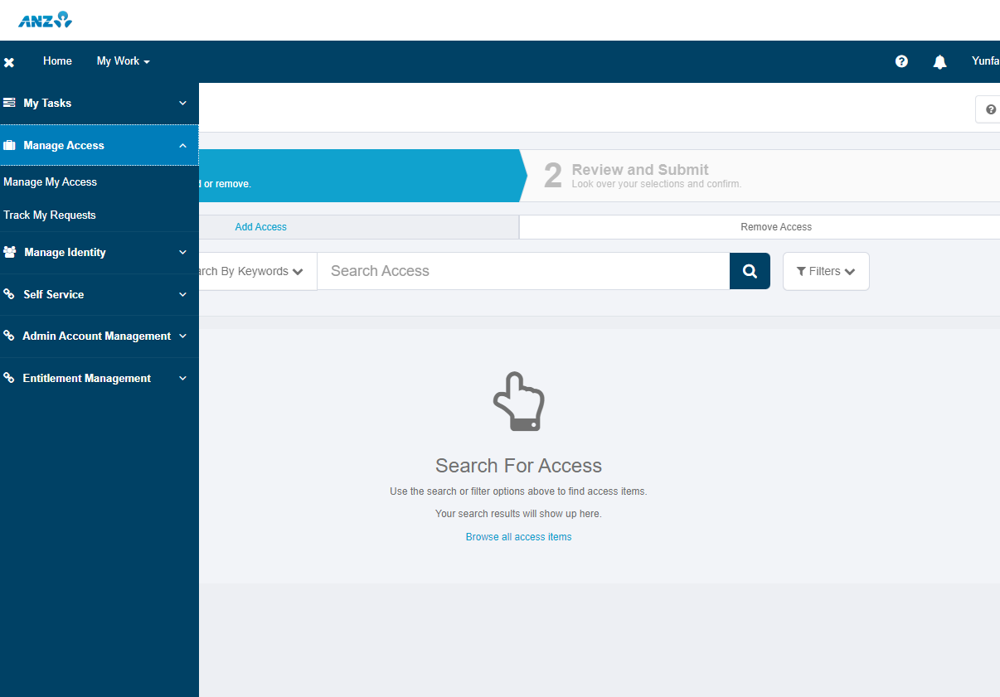 ANZ
Home My Work
Yunfa
My Tasks
Manage Access
Manage My Access
Track My Requests
Manage Identity
Self Service
Admin Account Management
Entitlement Management
or remove.
2 Review and Submit
Look over your selections and confirm.
Add Access
Remove Access
arch By Keywords
Search Access
Filters
Search For Access
Use the search or filter options above to find access items.
Your search results will show up here.
Browse all access items